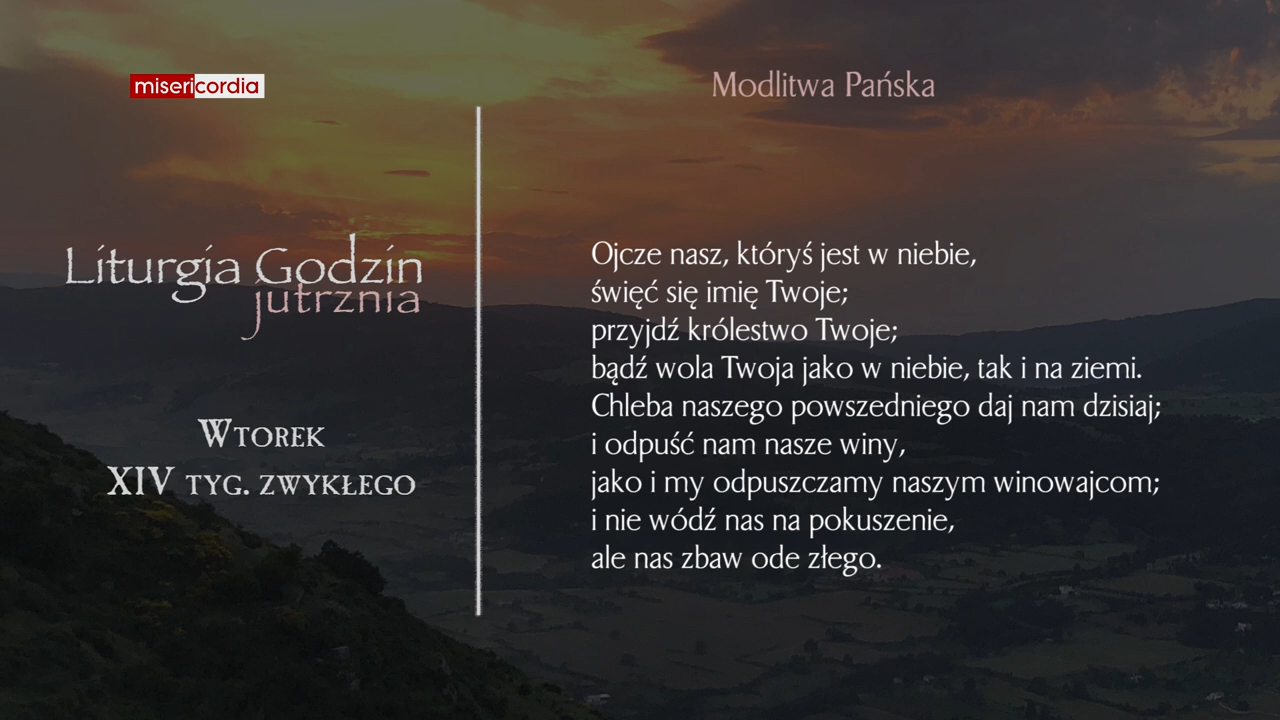 misericordia
Liturgia Godzin
jutrznia
Wtorek
XIV tyg. zwykłego
Modlitwa Pańska
Ojcze nasz, któryś jest w niebie,
święć się imię Twoje;
przyjdź królestwo Twoje;
bądź wola Twoja jako w niebie, tak i na ziemi.
Chleba naszego powszedniego daj nam dzisiaj;
i odpuść nam nasze winy,
jako i my odpuszczamy naszym winowajcom;
i nie wódź nas na pokuszenie,
ale nas zbaw ode złego.